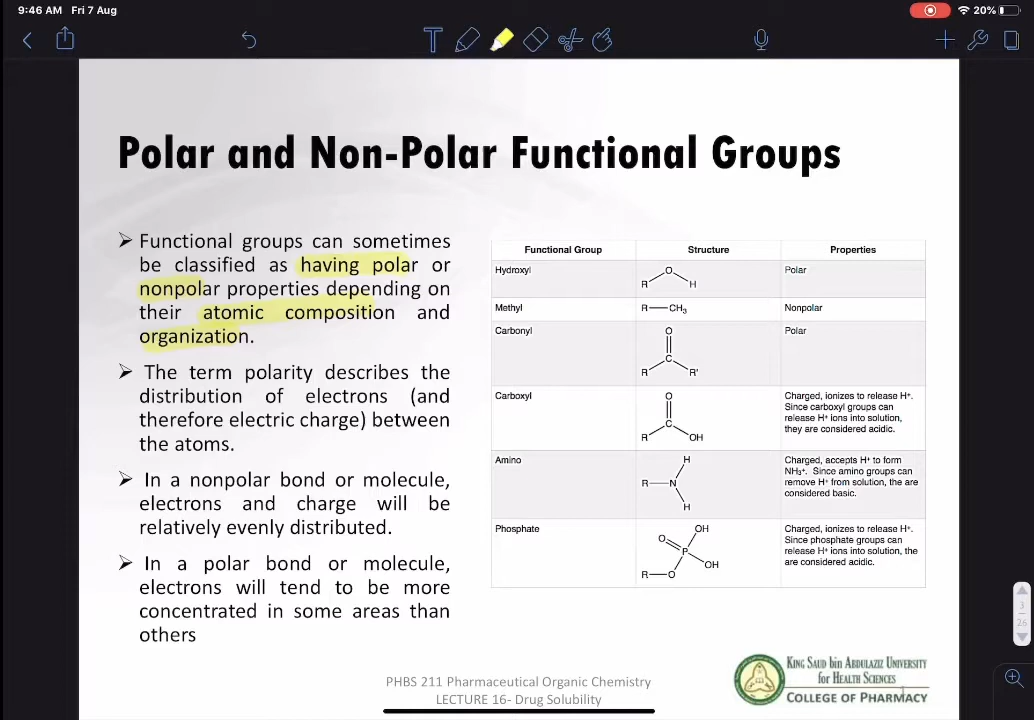 9:46 AM Fri 7 Aug
20%
Polar and Non-Polar Functional Groups
Functional groups can sometimes
be classified as having polar or
nonpolar properties depending on
their atomic composition and
organization.
The term polarity describes the
distribution of electrons (and
therefore electric charge) between
the atoms.
In a nonpolar bond or molecule,
electrons and charge will be
relatively evenly distributed.
In a polar bond or molecule,
electrons will tend to be more
concentrated in some areas than
others
Functional Group Structure Properties
Hydroxyl
O
R H
Polar
Methyl
R—CH₃
Nonpolar
Carbonyl
O
C
R R'
Polar
Carboxyl
O
C
R OH
Charged, ionizes to release H⁺.
Since carboxyl groups can
release H⁺ ions into solution,
they are considered acidic.
Amino
H
R—N
H
Charged, accepts H⁺ to form
NH₃⁺. Since amino groups can
remove H⁺ from solution, the are
considered basic.
Phosphate
OH
O
P
OH
R—O
Charged, ionizes to release H⁺.
Since phosphate groups can
release H⁺ ions into solution, the
are considered acidic.
PHBS 211 Pharmaceutical Organic Chemistry
LECTURE 16- Drug Solubility
King Saud bin Abdulaziz University
for Health Sciences
College of Pharmacy
3
26